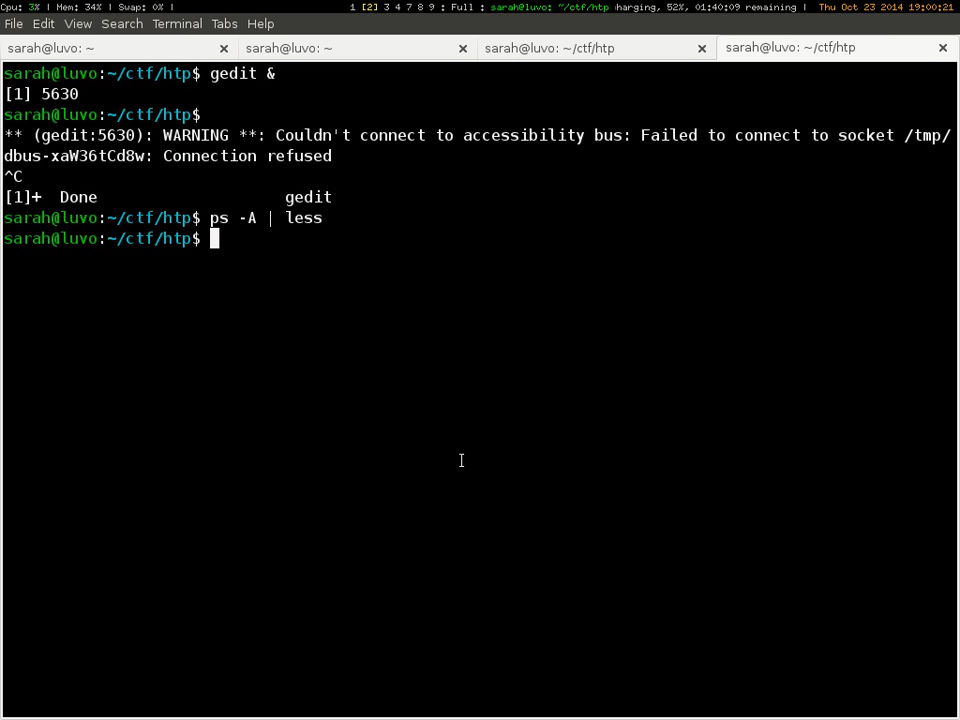 Cpu: 3% | Mem: 34% | Swap: 0% | 1 [2] 3 4 7 8 9 : Full : sarah@luvo: ~/ctf/htp harging, 52%, 01:40:09 remaining | Thu Oct 23 2014 19:00:21
File Edit View Search Terminal Tabs Help
sarah@luvo: ~ × sarah@luvo: ~ × sarah@luvo: ~/ctf/htp × sarah@luvo: ~/ctf/htp ×
sarah@luvo:~/ctf/htp$ gedit &
[1] 5630
sarah@luvo:~/ctf/htp$
** (gedit:5630): WARNING **: Couldn't connect to accessibility bus: Failed to connect to socket /tmp/
dbus-xaW36tCd8w: Connection refused
^C
[1]+  Done                    gedit
sarah@luvo:~/ctf/htp$ ps -A | less
sarah@luvo:~/ctf/htp$